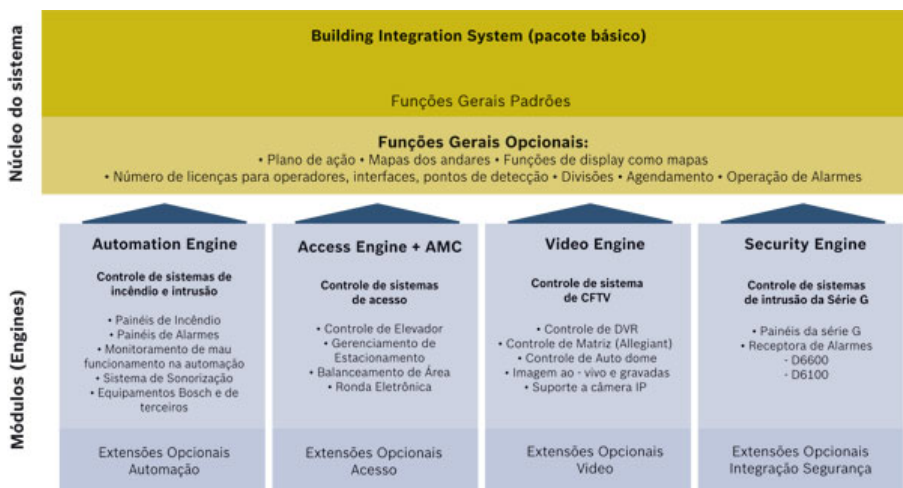 Núcleo do sistema
Building Integration System (pacote básico)
Funções Gerais Padrões
Funções Gerais Opcionais:
• Plano de ação • Mapas dos andares • Funções de display como mapas
• Número de licenças para operadores, interfaces, pontos de detecção • Divisões • Agendamento • Operação de Alarmes
Módulos (Engines)
Automation Engine
Controle de sistemas de
incêndio e intrusão
• Painéis de Incêndio
• Painéis de Alarmes
• Monitoramento de mau
funcionamento na automação
• Sistema de Sonorização
• Equipamentos Bosch e de
terceiros
Extensões Opcionais
Automação
Access Engine + AMC
Controle de sistemas
de acesso
• Controle de Elevador
• Gerenciamento de
Estacionamento
• Balanceamento de Área
• Ronda Eletrônica
Extensões Opcionais
Acesso
Video Engine
Controle de sistema
de CFTV
• Controle de DVR
• Controle de Matriz (Allegiant)
• Controle de Auto dome
• Imagem ao - vivo e gravadas
• Suporte a câmera IP
Extensões Opcionais
Video
Security Engine
Controle de sistemas
de intrusão da Série G
• Painéis da série G
• Receptora de Alarmes
- D6600
- D6100
Extensões Opcionais
Integração Segurança